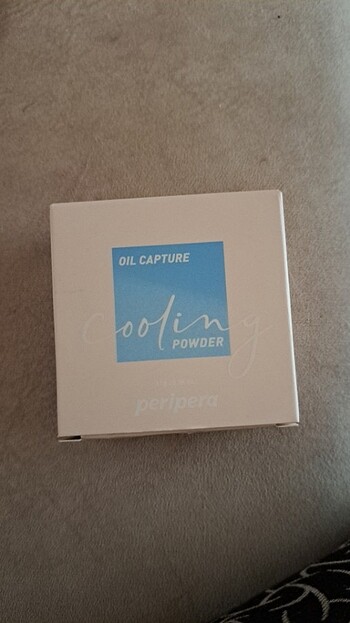 OIL CAPTURE
cooling
POWDER
peripera